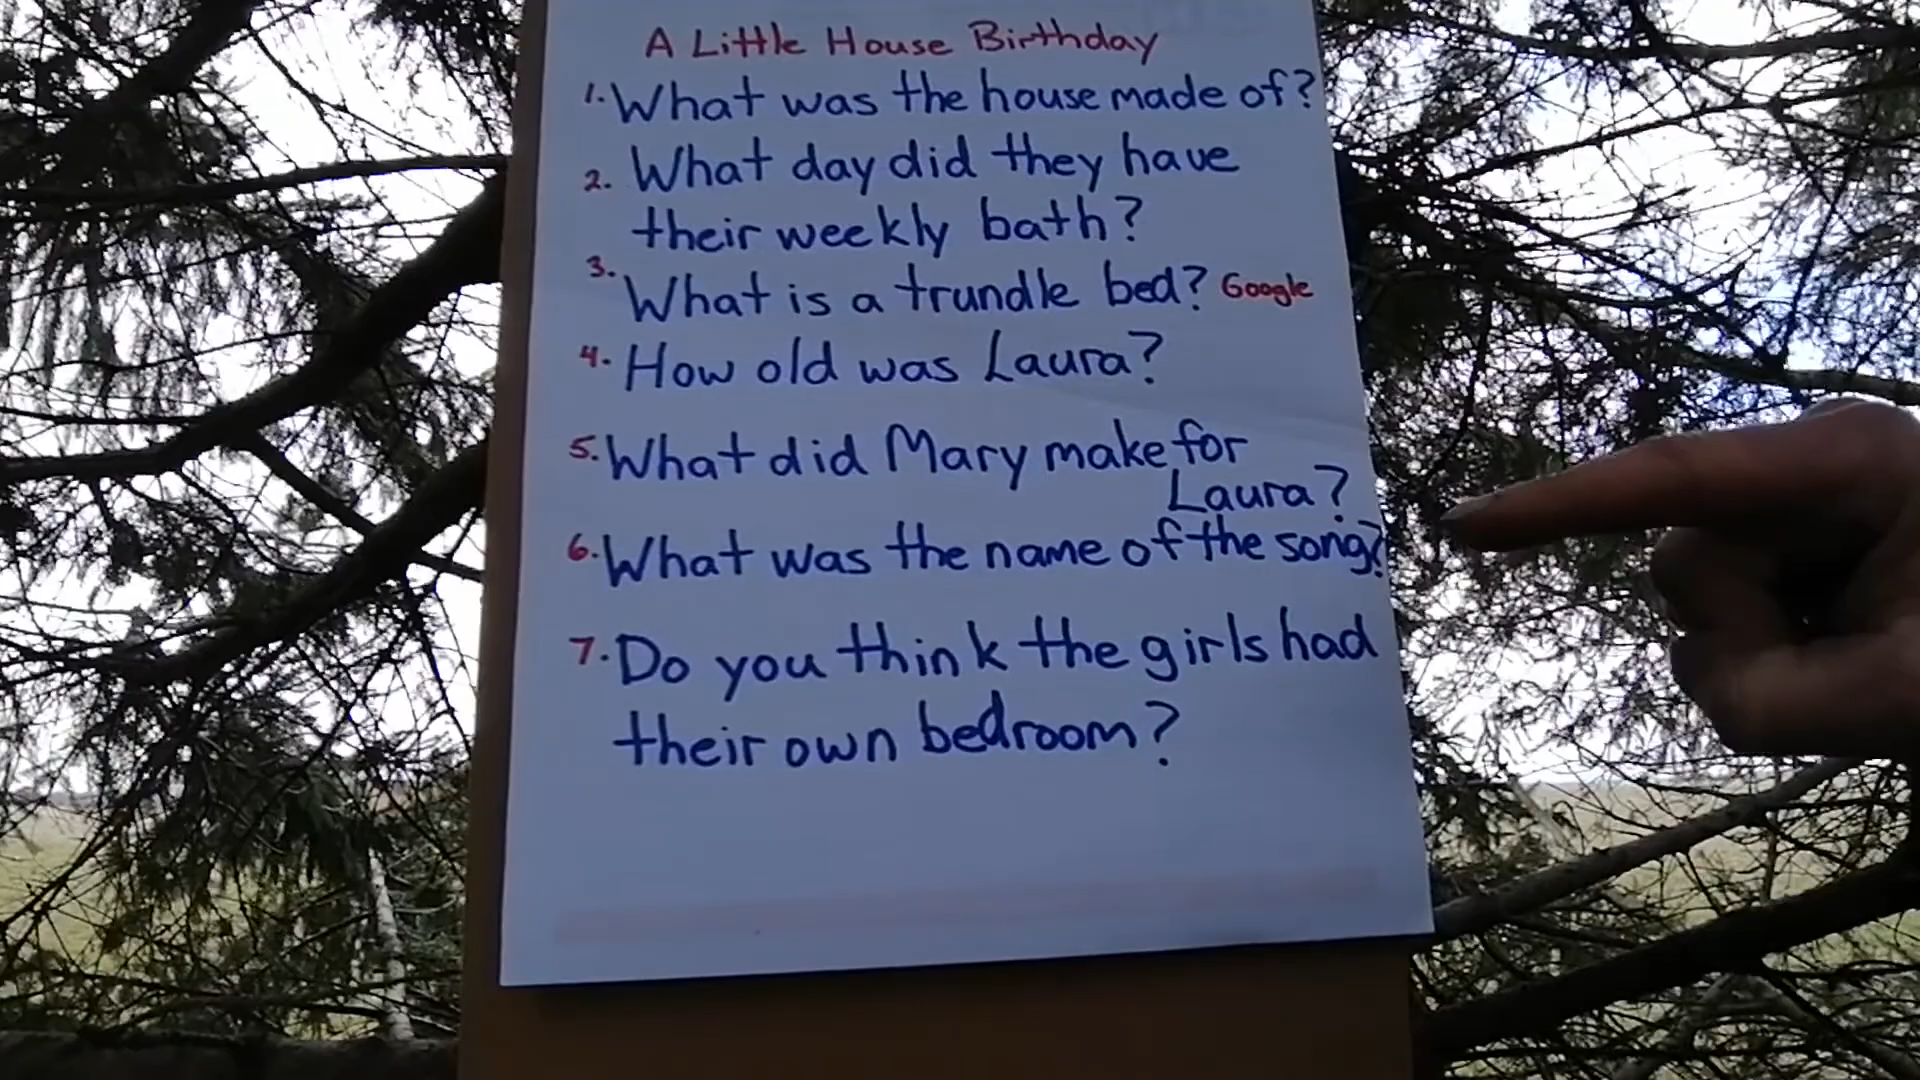 A Little House Birthday
1. What was the house made of?
2. What day did they have
their weekly bath?
3. What is a trundle bed? Google
4. How old was Laura?
5. What did Mary make for
Laura?
6. What was the name of the song?
7. Do you think the girls had
their own bedroom?